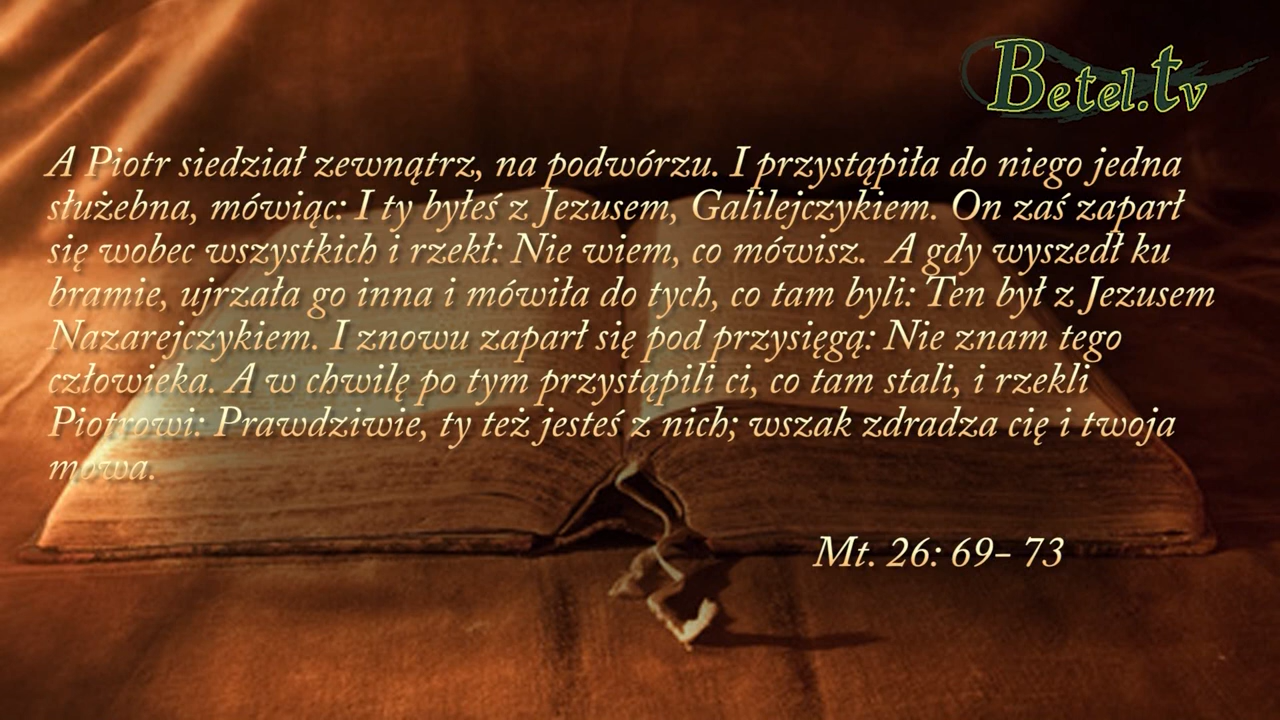 Betel.tv
A Piotr siedział zewnątrz, na podwórzu. I przystąpiła do niego jedna
służebna, mówiąc: I ty byłeś z Jezusem, Galilejczykiem. On zaś zaparł
się wobec wszystkich i rzekł: Nie wiem, co mówisz.  A gdy wyszedł ku
bramie, ujrzała go inna i mówiła do tych, co tam byli: Ten był z Jezusem
Nazarejczykiem. I znowu zaparł się pod przysięgą: Nie znam tego
człowieka. A w chwilę po tym przystąpili ci, co tam stali, i rzekli
Piotrowi: Prawdziwie, ty też jesteś z nich; wszak zdradza cię i twoja
mowa.
Mt. 26: 69- 73